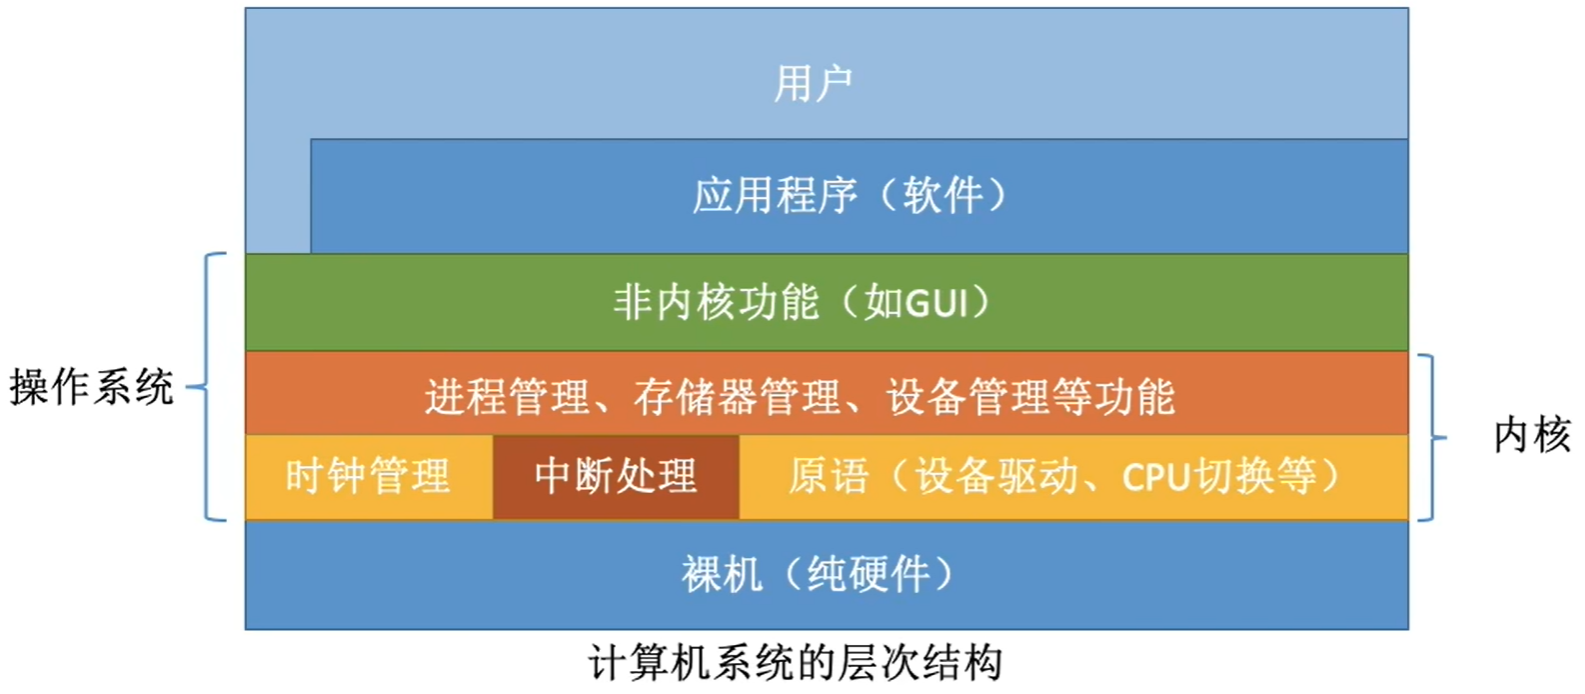 用户
应用程序（软件）
非内核功能（如GUI）
操作系统
进程管理、存储器管理、设备管理等功能
内核
时钟管理
中断处理
原语（设备驱动、CPU切换等）
裸机（纯硬件）
计算机系统的层次结构